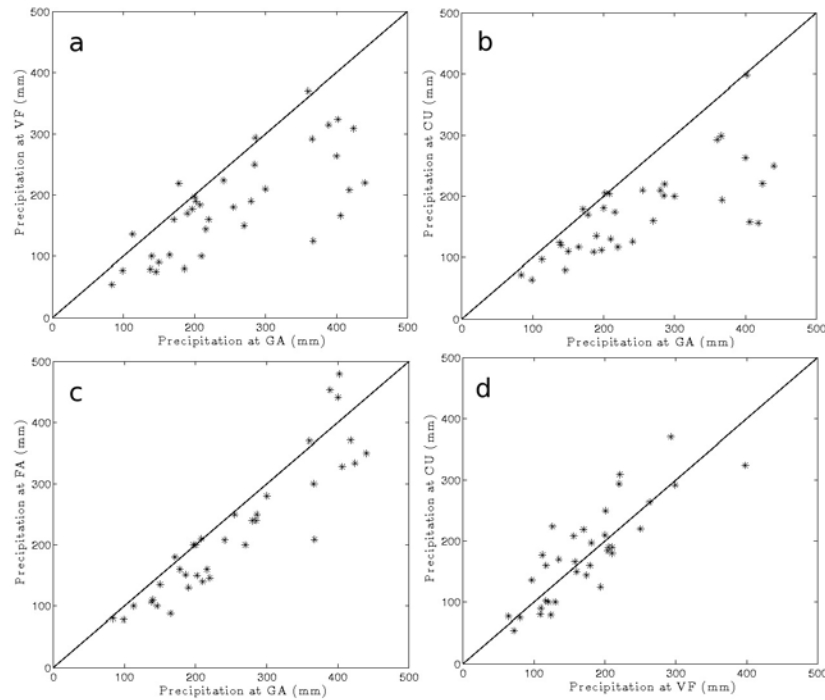 a
Precipitation at VF (mm)
500
400
300
200
100
0
0 100 200 300 400 500
Precipitation at GA (mm)
b
Precipitation at CU (mm)
500
400
300
200
100
0
0 100 200 300 400 500
Precipitation at GA (mm)
c
Precipitation at FA (mm)
500
400
300
200
100
0
0 100 200 300 400 500
Precipitation at GA (mm)
d
Precipitation at CU (mm)
500
400
300
200
100
0
0 100 200 300 400 500
Precipitation at VF (mm)